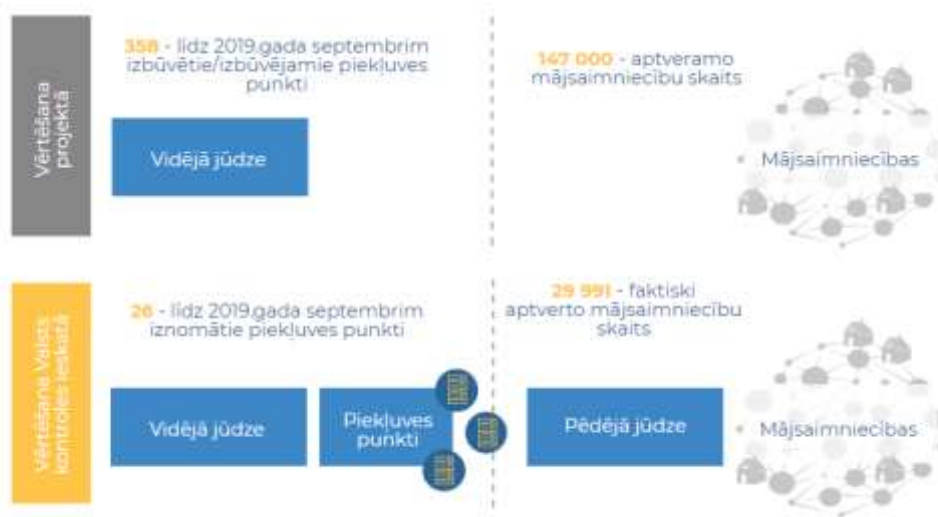 Vērtēšana
projektā
358 - līdz 2019.gada septembrim
izbūvētie/izbūvējamie piekļuves
punkti
Vidējā jūdze
147 000 - aptveramo
mājsaimniecību skaits
Mājsaimniecības
Vērtēšana Valsts
kontroles ieskatā
26 - līdz 2019.gada septembrim
iznomātie piekļuves punkti
Vidējā jūdze
Piekļuves
punkti
29 991 - faktiski
aptverto mājsaimniecību
skaits
Pēdējā jūdze
Mājsaimniecības